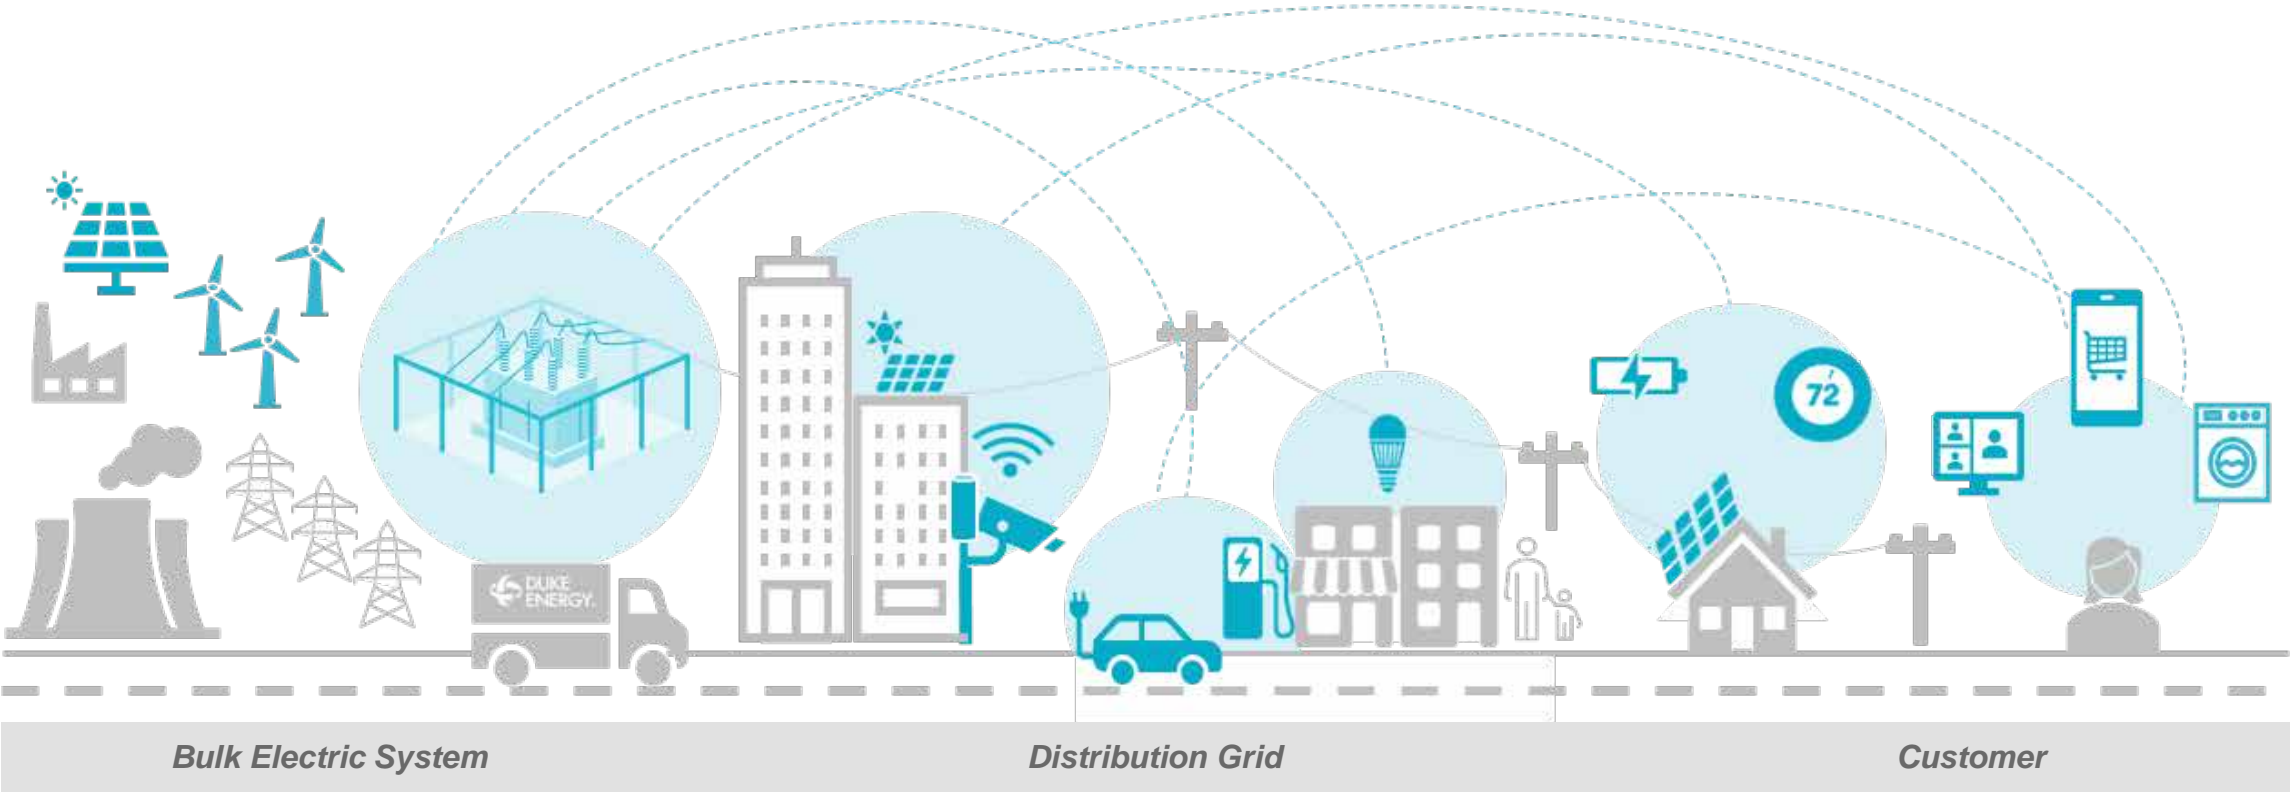 72
DUKE
ENERGY.
Bulk Electric System
Distribution Grid
Customer